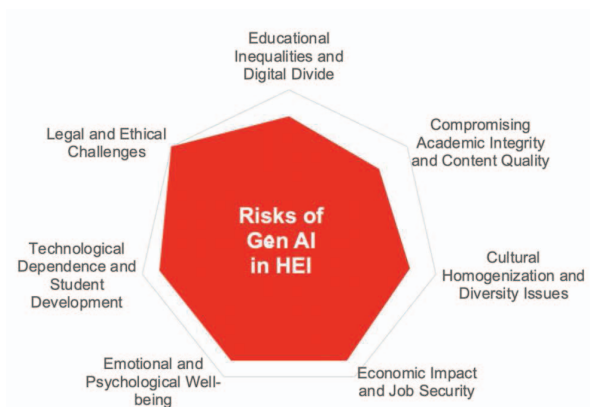 Educational
Inequalities and
Digital Divide
Compromising
Academic Integrity
and Content Quality
Legal and Ethical
Challenges
Risks of
Gen AI
in HEI
Technological
Dependence and
Student
Development
Cultural
Homogenization and
Diversity Issues
Emotional and
Psychological Well-
being
Economic Impact
and Job Security